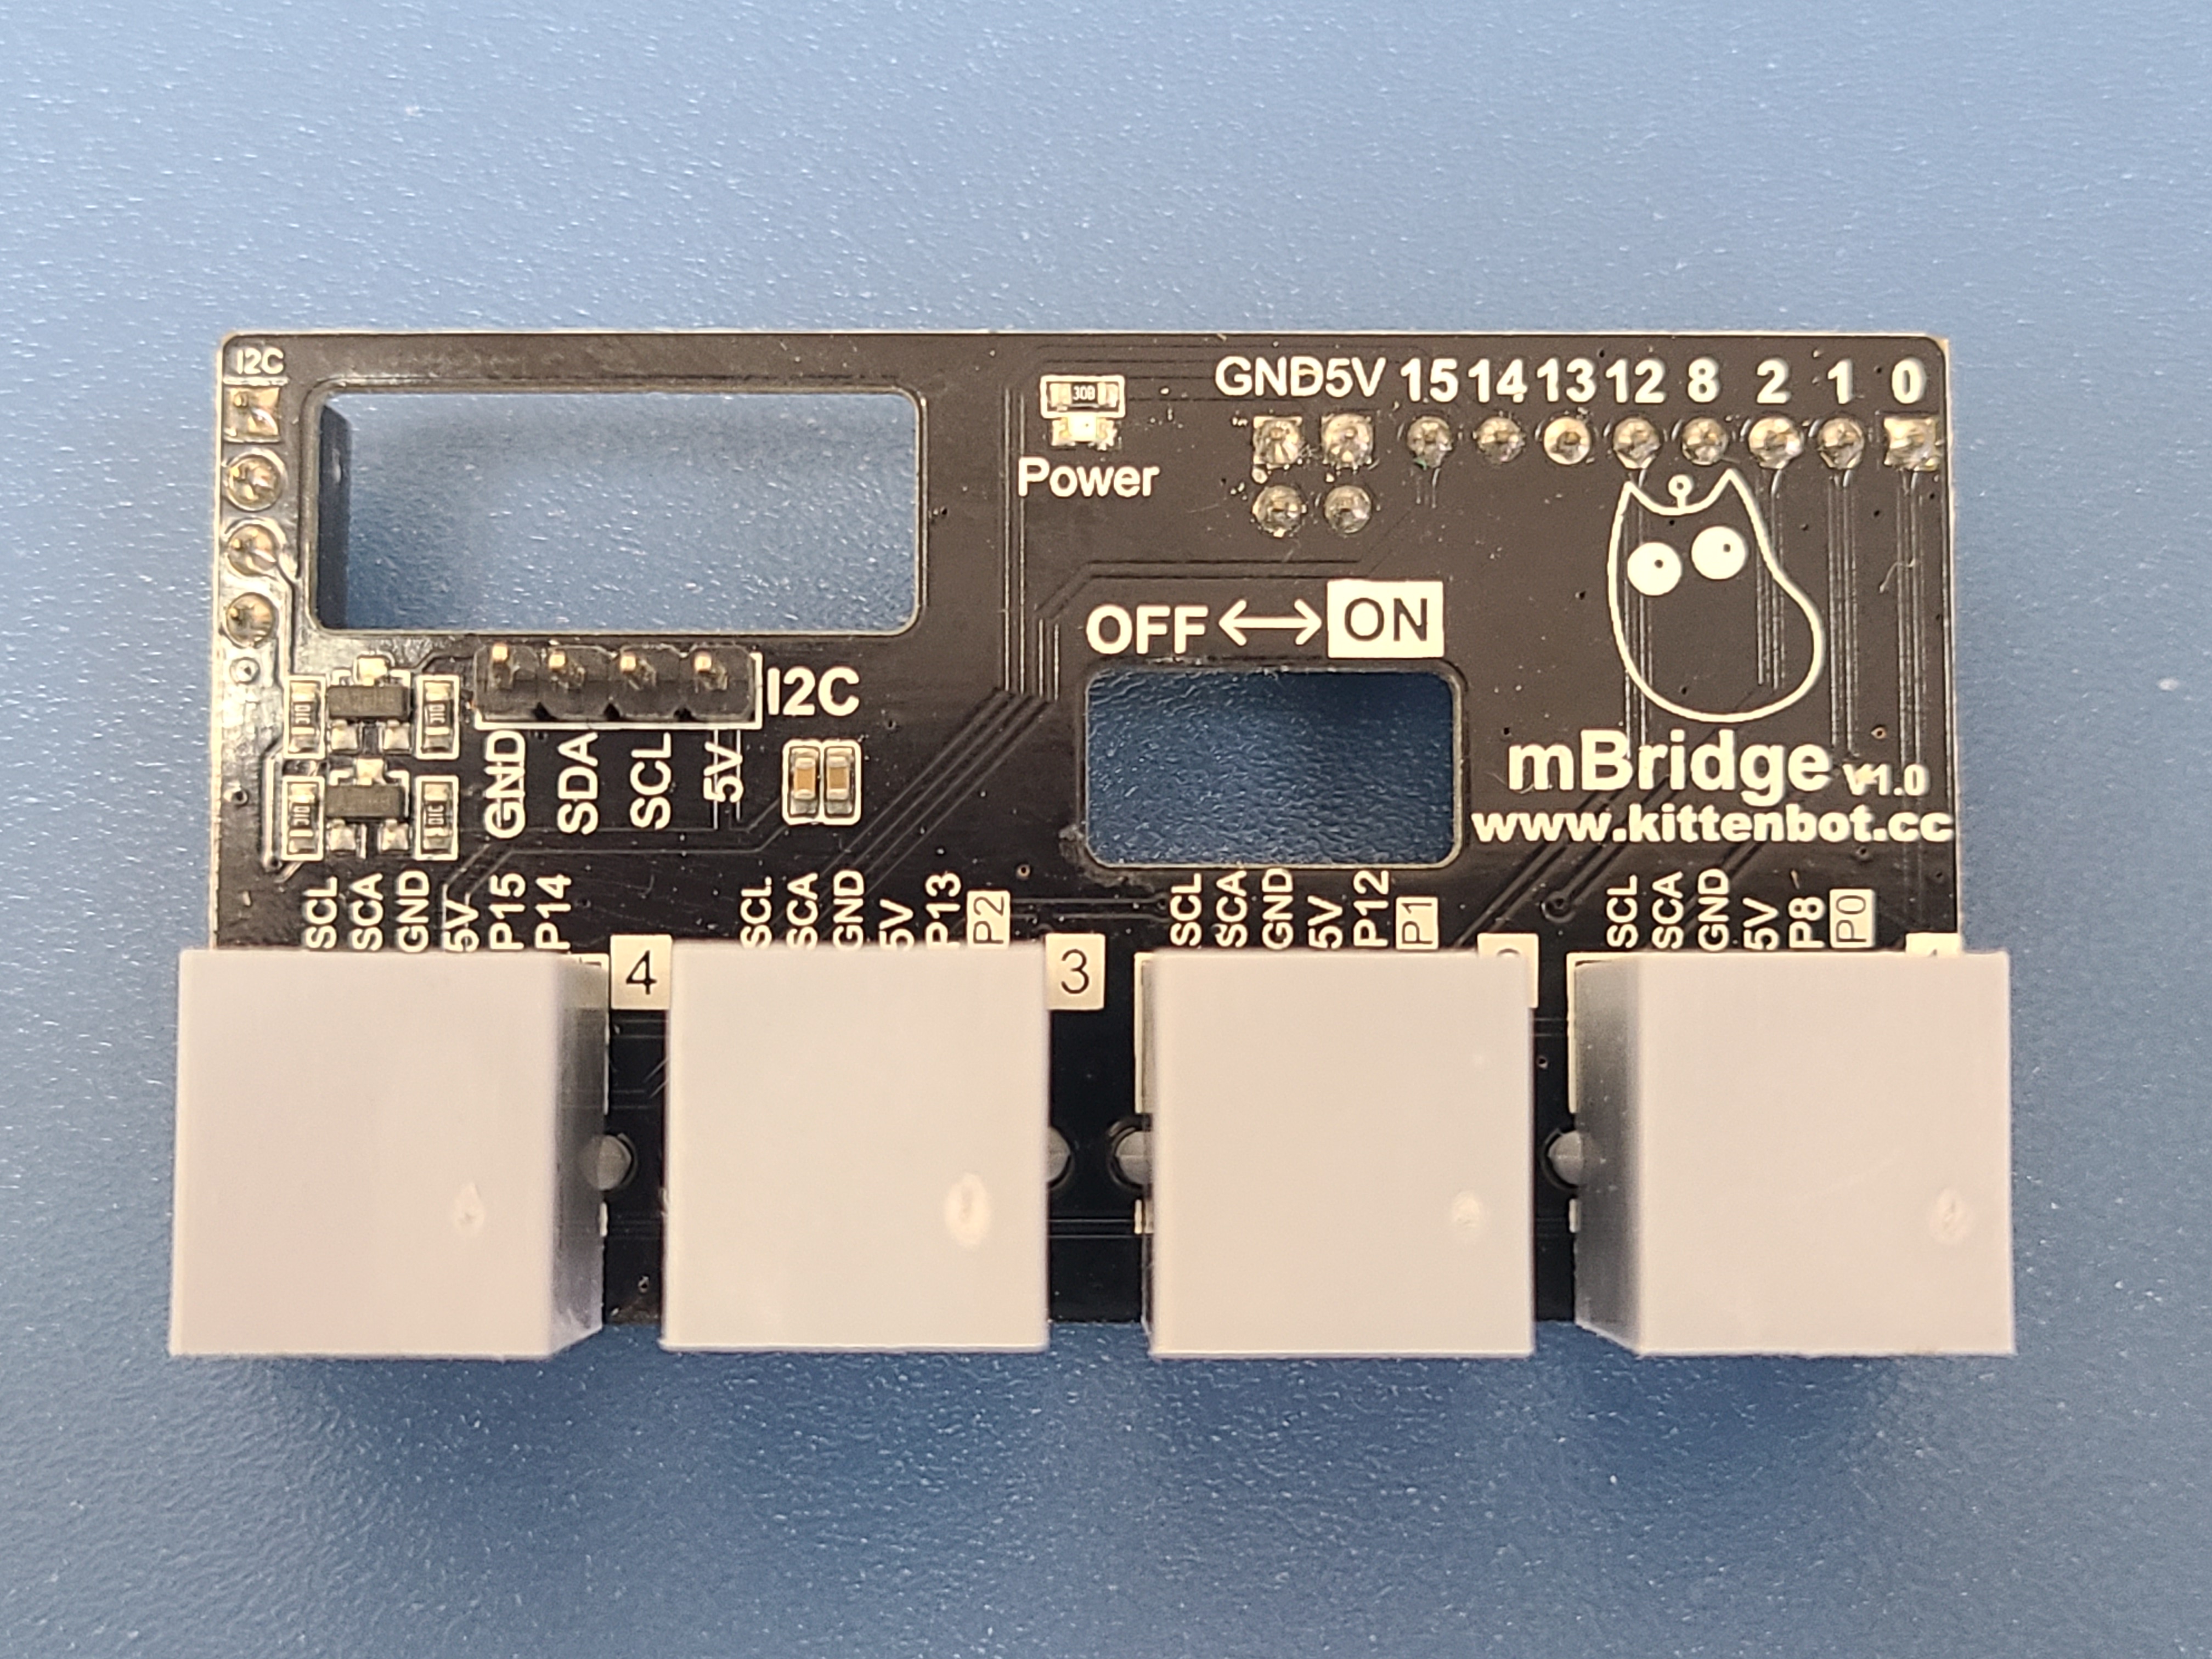 I2C
SCL
SCA
GND
5V
P15
P14
4
GND
SDA
SCL
5V
I2C
SCL
SCA
GND
5V
P13
P2
3
Power
OFF↔ON
SCL
SCA
GND
5V
P12
P1
GND5V 15 14 13 12 8 2 1 0
mBridge v1.0
www.kittenbot.cc
SCL
SCA
GND
5V
P8
P0